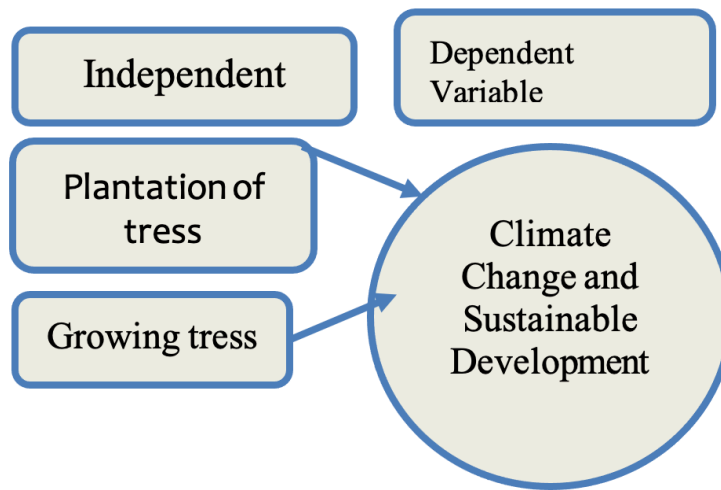 Independent
Dependent
Variable
Plantation of
tress
Growing tress
Climate
Change and
Sustainable
Development